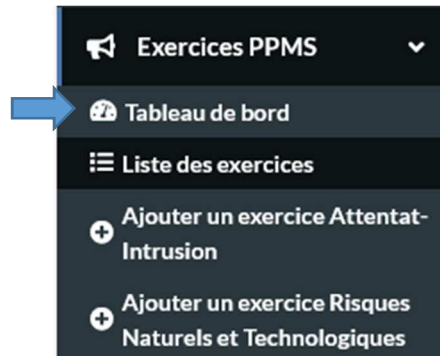 Exercices PPMS
Tableau de bord
Liste des exercices
Ajouter un exercice Attentat-
Intrusion
Ajouter un exercice Risques
Naturels et Technologiques